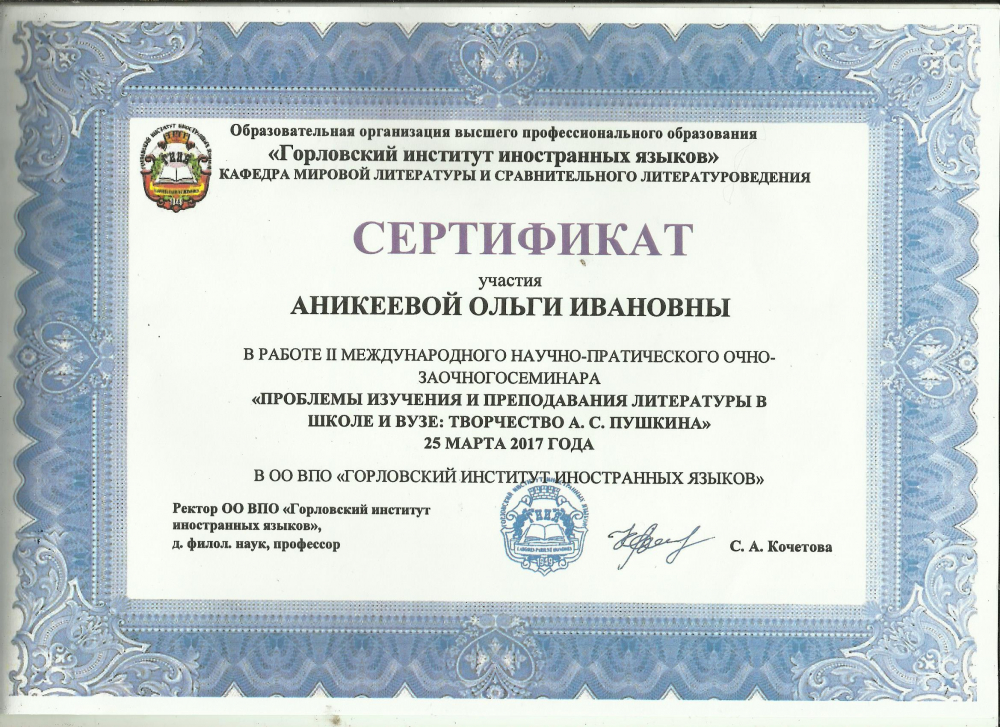 Образовательная организация высшего профессионального образования
«Горловский институт иностранных языков»
КАФЕДРА МИРОВОЙ ЛИТЕРАТУРЫ И СРАВНИТЕЛЬНОГО ЛИТЕРАТУРОВЕДЕНИЯ
СЕРТИФИКАТ
участия
АНИКЕЕВОЙ ОЛЬГИ ИВАНОВНЫ
В РАБОТЕ II МЕЖДУНАРОДНОГО НАУЧНО-ПРАТИЧЕСКОГО ОЧНО-
ЗАОЧНОГОСЕМИНАРА
«ПРОБЛЕМЫ ИЗУЧЕНИЯ И ПРЕПОДАВАНИЯ ЛИТЕРАТУРЫ В
ШКОЛЕ И ВУЗЕ: ТВОРЧЕСТВО А. С. ПУШКИНА»
25 МАРТА 2017 ГОДА
В ОО ВПО «ГОРЛОВСКИЙ ИНСТИТУТ ИНОСТРАННЫХ ЯЗЫКОВ»
Ректор ОО ВПО «Горловский институт
иностранных языков»,
д. филол. наук, профессор
С. А. Кочетова